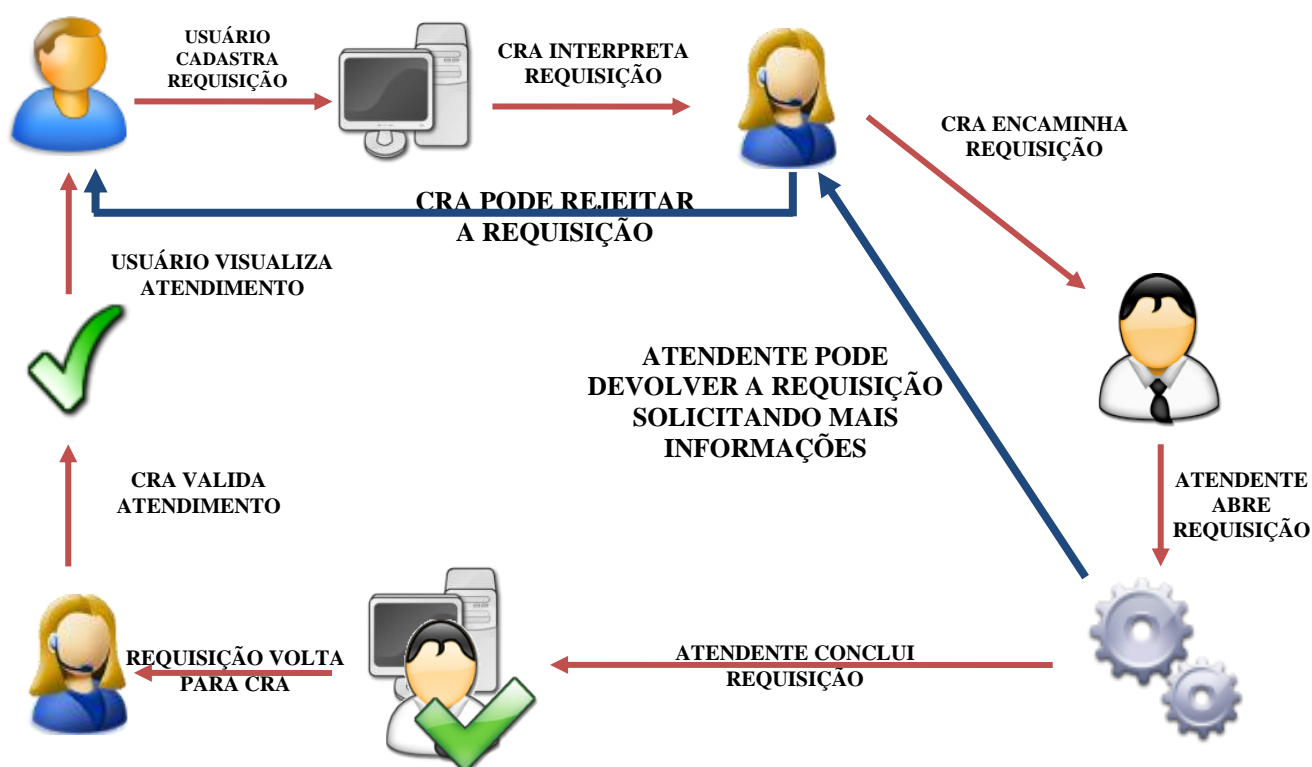 USUÁRIO
CADASTRA
REQUISIÇÃO
CRA INTERPRETA
REQUISIÇÃO
CRA ENCAMINHA
REQUISIÇÃO
CRA PODE REJEITAR
A REQUISIÇÃO
USUÁRIO VISUALIZA
ATENDIMENTO
ATENDENTE PODE
DEVOLVER A REQUISIÇÃO
SOLICITANDO MAIS
INFORMAÇÕES
CRA VALIDA
ATENDIMENTO
ATENDENTE
ABRE
REQUISIÇÃO
REQUISIÇÃO VOLTA
PARA CRA
ATENDENTE CONCLUI
REQUISIÇÃO